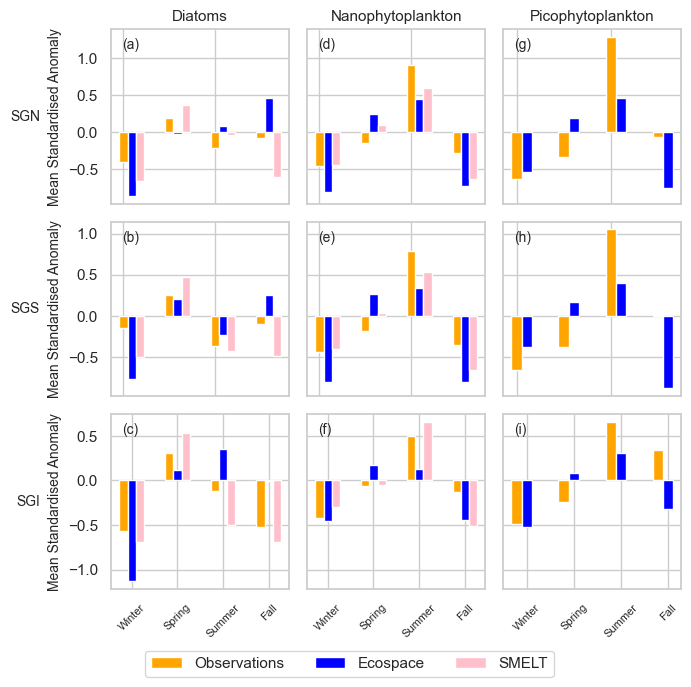 Diatoms Nanophytoplankton Picophytoplankton
SGN
Mean Standardised Anomaly
1.0
0.5
0.0
−0.5
(a)
(d)
(g)
SGS
Mean Standardised Anomaly
1.0
0.5
0.0
−0.5
(b)
(e)
(h)
SGI
Mean Standardised Anomaly
0.5
0.0
−0.5
−1.0
(c)
(f)
(i)
Winter Spring Summer Fall
Winter Spring Summer Fall
Winter Spring Summer Fall
Observations Ecospace SMELT